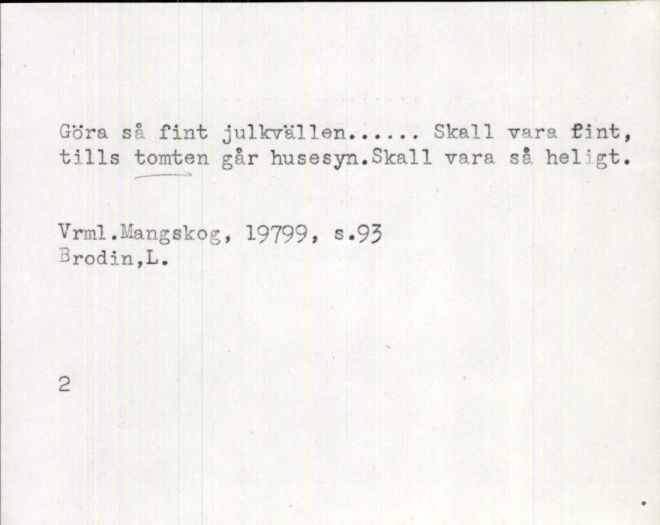 Göra så fint julkvällen...... Skall vara fint,
tills tomten går husesyn.Skall vara så heligt.
Vrml.Mangskog, 19799, s.93
Brodin,L.
2